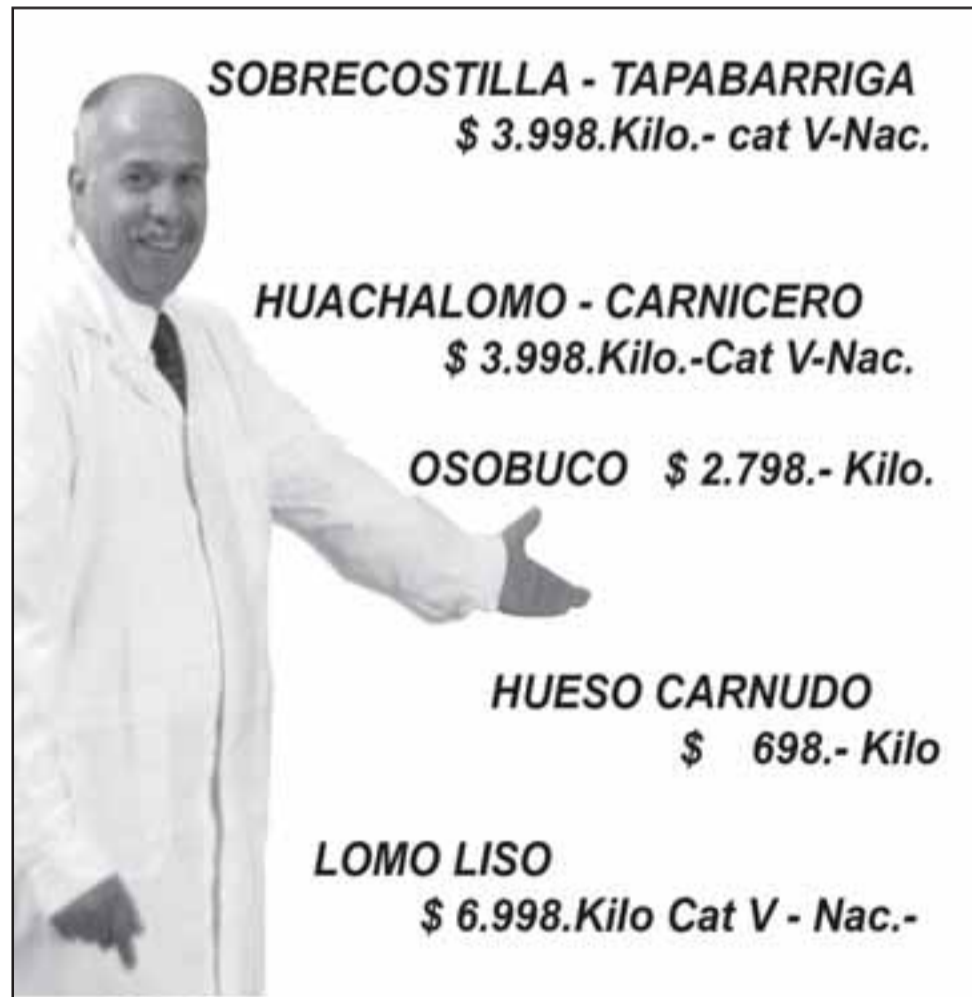 SOBRECOSTILLA - TAPABARRIGA
$ 3.998.Kilo.- cat V-Nac.
HUACHALOMO - CARNICERO
$ 3.998.Kilo.-Cat V-Nac.
OSOBUCO $ 2.798.- Kilo.
HUESO CARNUDO
$ 698.- Kilo
LOMO LISO
$ 6.998.Kilo Cat V - Nac.-